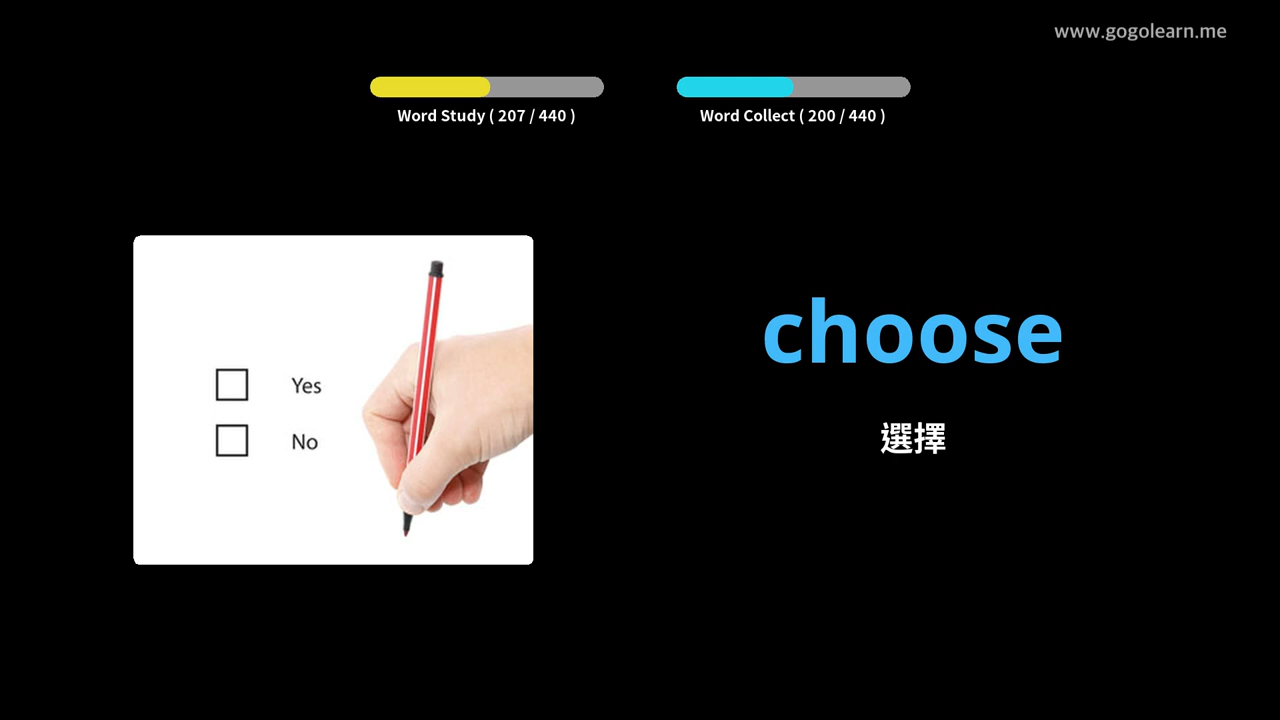 www.gogolearn.me
Word Study ( 207 / 440 )
Word Collect ( 200 / 440 )
Yes
No
choose
選擇